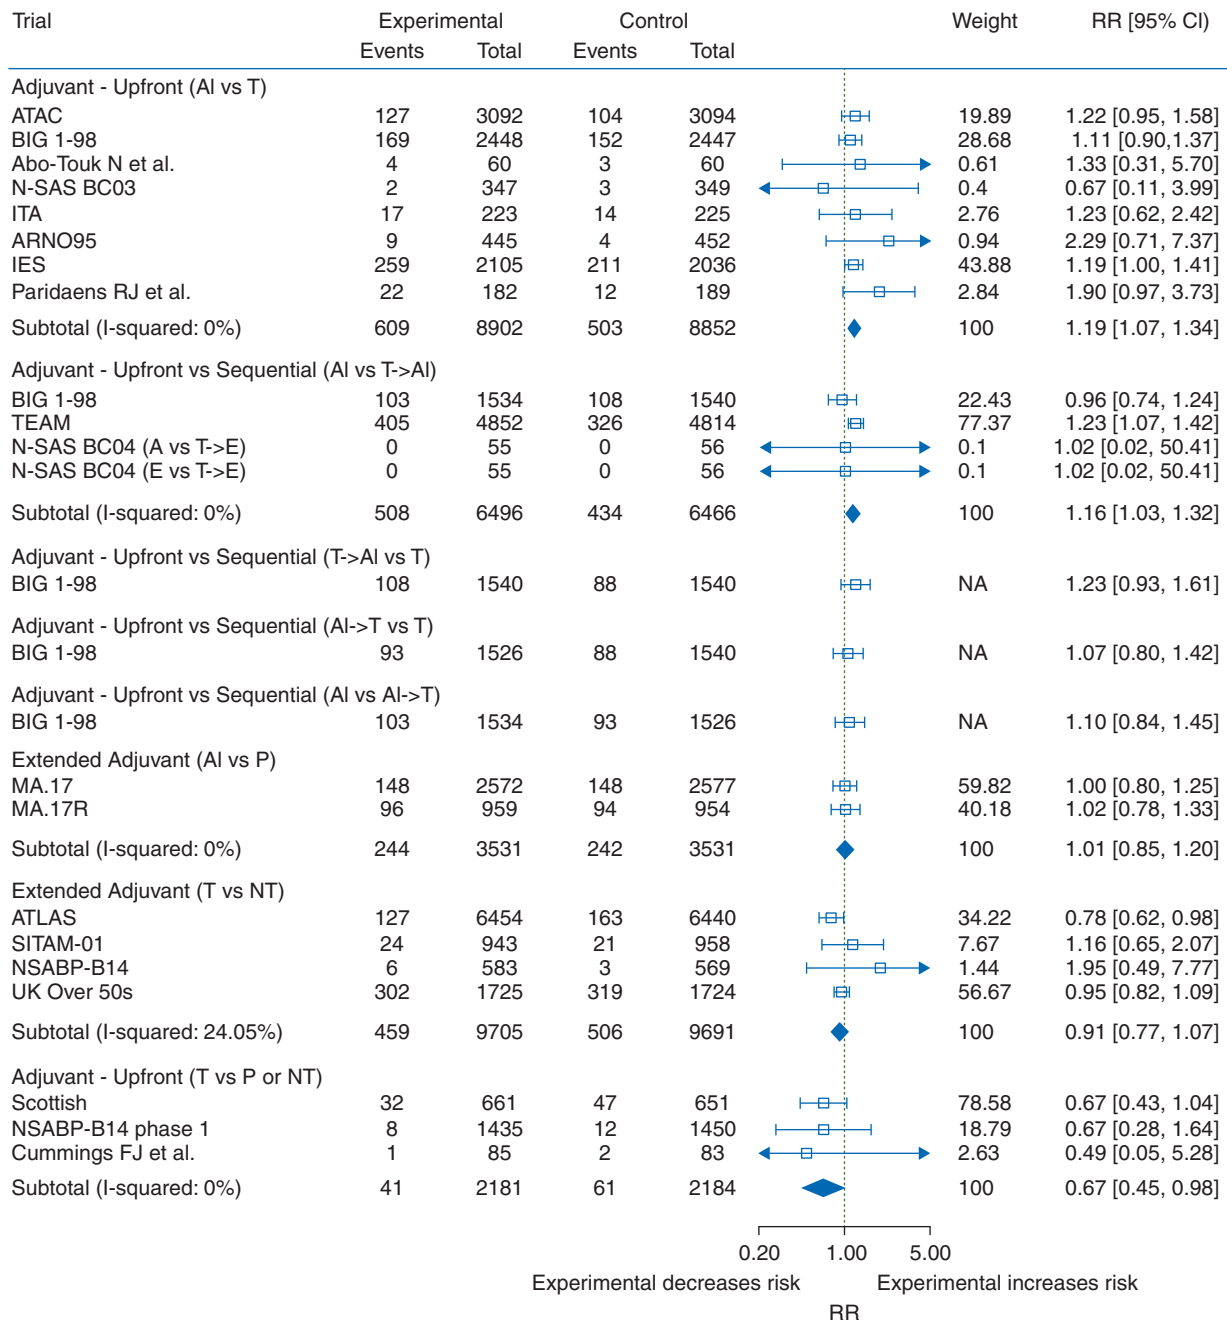 Trial Experimental Control Weight RR [95% CI)
Events Total Events Total
Adjuvant - Upfront (AI vs T)
ATAC 127 3092 104 3094 19.89 1.22 [0.95, 1.58]
BIG 1-98 169 2448 152 2447 28.68 1.11 [0.90,1.37]
Abo-Touk N et al. 4 60 3 60 0.61 1.33 [0.31, 5.70]
N-SAS BC03 2 347 3 349 0.4 0.67 [0.11, 3.99]
ITA 17 223 14 225 2.76 1.23 [0.62, 2.42]
ARNO95 9 445 4 452 0.94 2.29 [0.71, 7.37]
IES 259 2105 211 2036 43.88 1.19 [1.00, 1.41]
Paridaens RJ et al. 22 182 12 189 2.84 1.90 [0.97, 3.73]
Subtotal (I-squared: 0%) 609 8902 503 8852 100 1.19 [1.07, 1.34]
Adjuvant - Upfront vs Sequential (AI vs T->AI)
BIG 1-98 103 1534 108 1540 22.43 0.96 [0.74, 1.24]
TEAM 405 4852 326 4814 77.37 1.23 [1.07, 1.42]
N-SAS BC04 (A vs T->E) 0 55 0 56 0.1 1.02 [0.02, 50.41]
N-SAS BC04 (E vs T->E) 0 55 0 56 0.1 1.02 [0.02, 50.41]
Subtotal (I-squared: 0%) 508 6496 434 6466 100 1.16 [1.03, 1.32]
Adjuvant - Upfront vs Sequential (T->AI vs T)
BIG 1-98 108 1540 88 1540 NA 1.23 [0.93, 1.61]
Adjuvant - Upfront vs Sequential (AI->T vs T)
BIG 1-98 93 1526 88 1540 NA 1.07 [0.80, 1.42]
Adjuvant - Upfront vs Sequential (AI vs AI->T)
BIG 1-98 103 1534 93 1526 NA 1.10 [0.84, 1.45]
Extended Adjuvant (AI vs P)
MA.17 148 2572 148 2577 59.82 1.00 [0.80, 1.25]
MA.17R 96 959 94 954 40.18 1.02 [0.78, 1.33]
Subtotal (I-squared: 0%) 244 3531 242 3531 100 1.01 [0.85, 1.20]
Extended Adjuvant (T vs NT)
ATLAS 127 6454 163 6440 34.22 0.78 [0.62, 0.98]
SITAM-01 24 943 21 958 7.67 1.16 [0.65, 2.07]
NSABP-B14 6 583 3 569 1.44 1.95 [0.49, 7.77]
UK Over 50s 302 1725 319 1724 56.67 0.95 [0.82, 1.09]
Subtotal (I-squared: 24.05%) 459 9705 506 9691 100 0.91 [0.77, 1.07]
Adjuvant - Upfront (T vs P or NT)
Scottish 32 661 47 651 78.58 0.67 [0.43, 1.04]
NSABP-B14 phase 1 8 1435 12 1450 18.79 0.67 [0.28, 1.64]
Cummings FJ et al. 1 85 2 83 2.63 0.49 [0.05, 5.28]
Subtotal (I-squared: 0%) 41 2181 61 2184 100 0.67 [0.45, 0.98]
0.20 1.00 5.00
Experimental decreases risk Experimental increases risk
RR